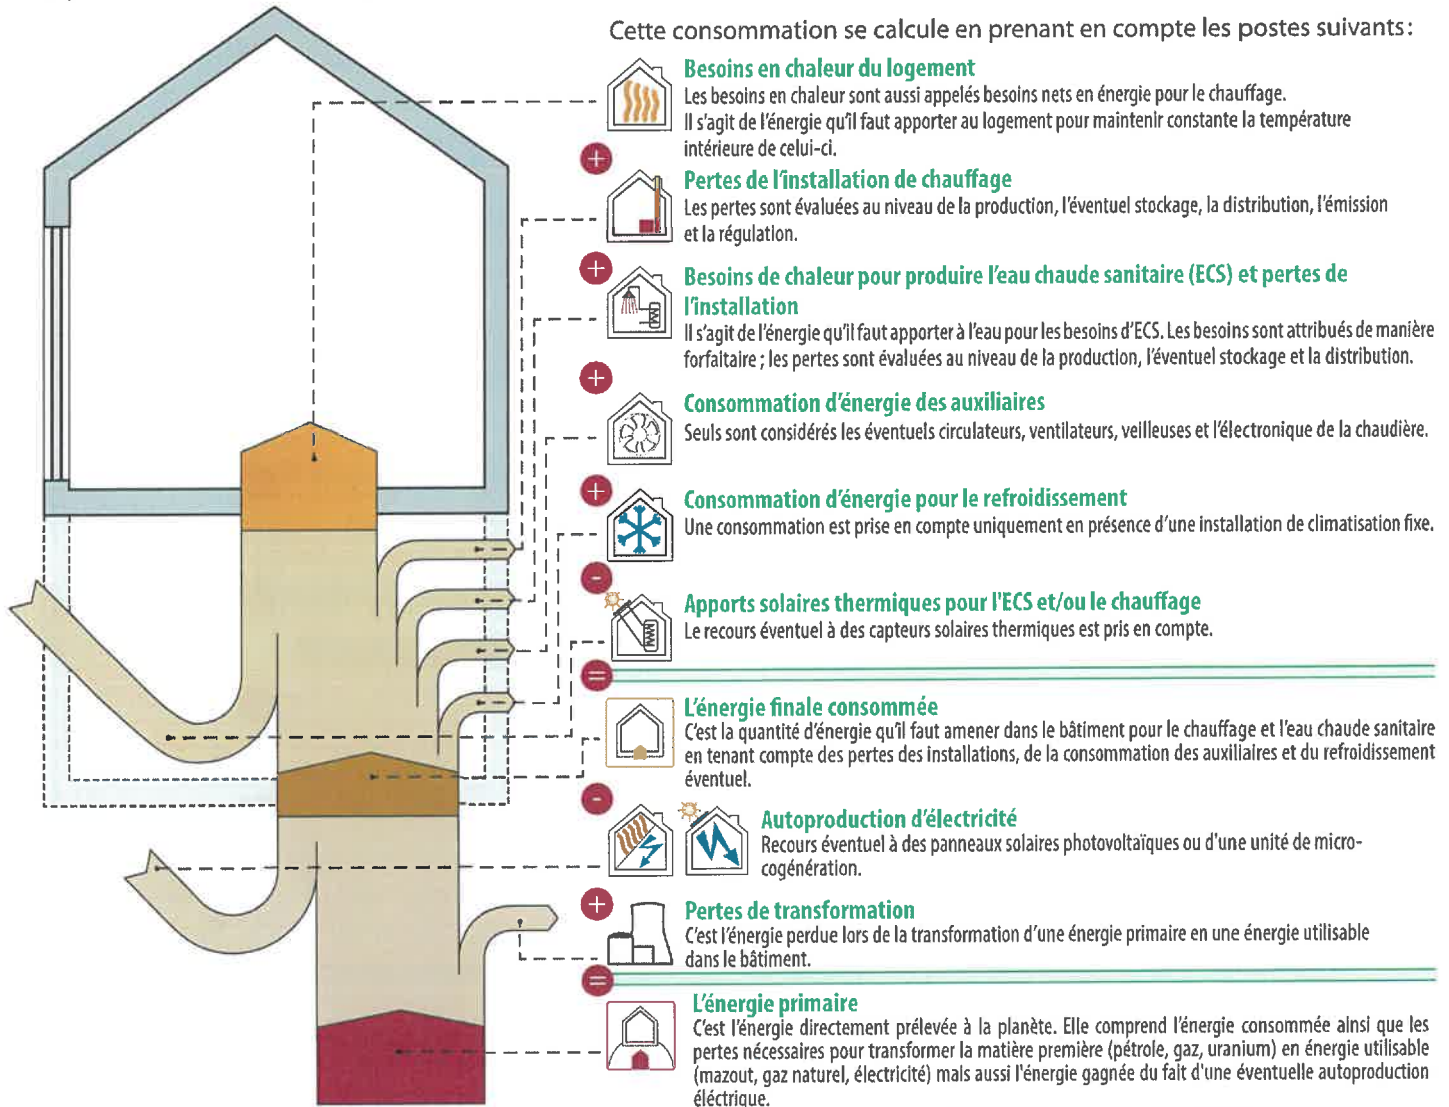 Cette consommation se calcule en prenant en compte les postes suivants:
Besoins en chaleur du logement
Les besoins en chaleur sont aussi appelés besoins nets en énergie pour le chauffage.
Il s'agit de l'énergie qu'il faut apporter au logement pour maintenir constante la température
intérieure de celui-ci.
+
Pertes de l'installation de chauffage
Les pertes sont évaluées au niveau de la production, l'éventuel stockage, la distribution, l'émission
et la régulation.
+
Besoins de chaleur pour produire l'eau chaude sanitaire (ECS) et pertes de
l'installation
Il s'agit de l'énergie qu'il faut apporter à l'eau pour les besoins d'ECS. Les besoins sont attribués de manière
forfaitaire ; les pertes sont évaluées au niveau de la production, l'éventuel stockage et la distribution.
+
Consommation d'énergie des auxiliaires
Seuls sont considérés les éventuels circulateurs, ventilateurs, veilleuses et l'électronique de la chaudière.
+
Consommation d'énergie pour le refroidissement
Une consommation est prise en compte uniquement en présence d'une installation de climatisation fixe.
-
Apports solaires thermiques pour l'ECS et/ou le chauffage
Le recours éventuel à des capteurs solaires thermiques est pris en compte.
=
L'énergie finale consommée
C'est la quantité d'énergie qu'il faut amener dans le bâtiment pour le chauffage et l'eau chaude sanitaire
en tenant compte des pertes des installations, de la consommation des auxiliaires et du refroidissement
éventuel.
-
Autoproduction d'électricité
Recours éventuel à des panneaux solaires photovoltaïques ou d'une unité de micro-
cogénération.
+
Pertes de transformation
C'est l'énergie perdue lors de la transformation d'une énergie primaire en une énergie utilisable
dans le bâtiment.
=
L'énergie primaire
C'est l'énergie directement prélevée à la planète. Elle comprend l'énergie consommée ainsi que les
pertes nécessaires pour transformer la matière première (pétrole, gaz, uranium) en énergie utilisable
(mazout, gaz naturel, électricité) mais aussi l'énergie gagnée du fait d'une éventuelle autoproduction
éléctrique.